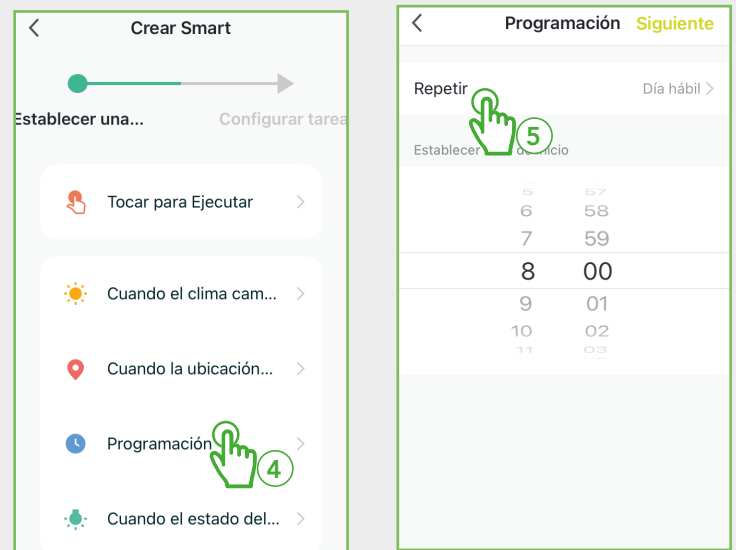 Crear Smart
Establecer una...
Configurar tarea
Tocar para Ejecutar
Cuando el clima cam...
Cuando la ubicación...
Programación
4
Cuando el estado del...
Programación
Siguiente
Repetir
Día hábil
5
Establecer
inicio
5 57
6 58
7 59
8 00
9 01
10 02
11 03